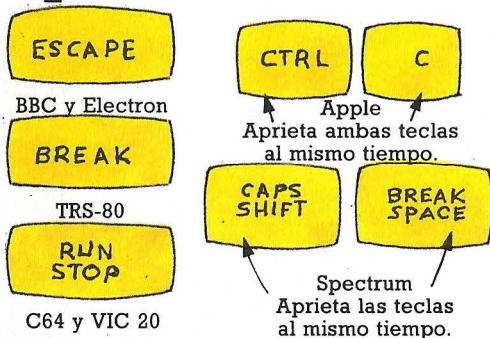 ESCAPE
BBC y Electron
BREAK
TRS-80
RUN
STOP
C64 y VIC 20
CTRL C
Apple
Aprieta ambas teclas
al mismo tiempo.
CAPS
SHIFT
BREAK
SPACE
Spectrum
Aprieta las teclas
al mismo tiempo.